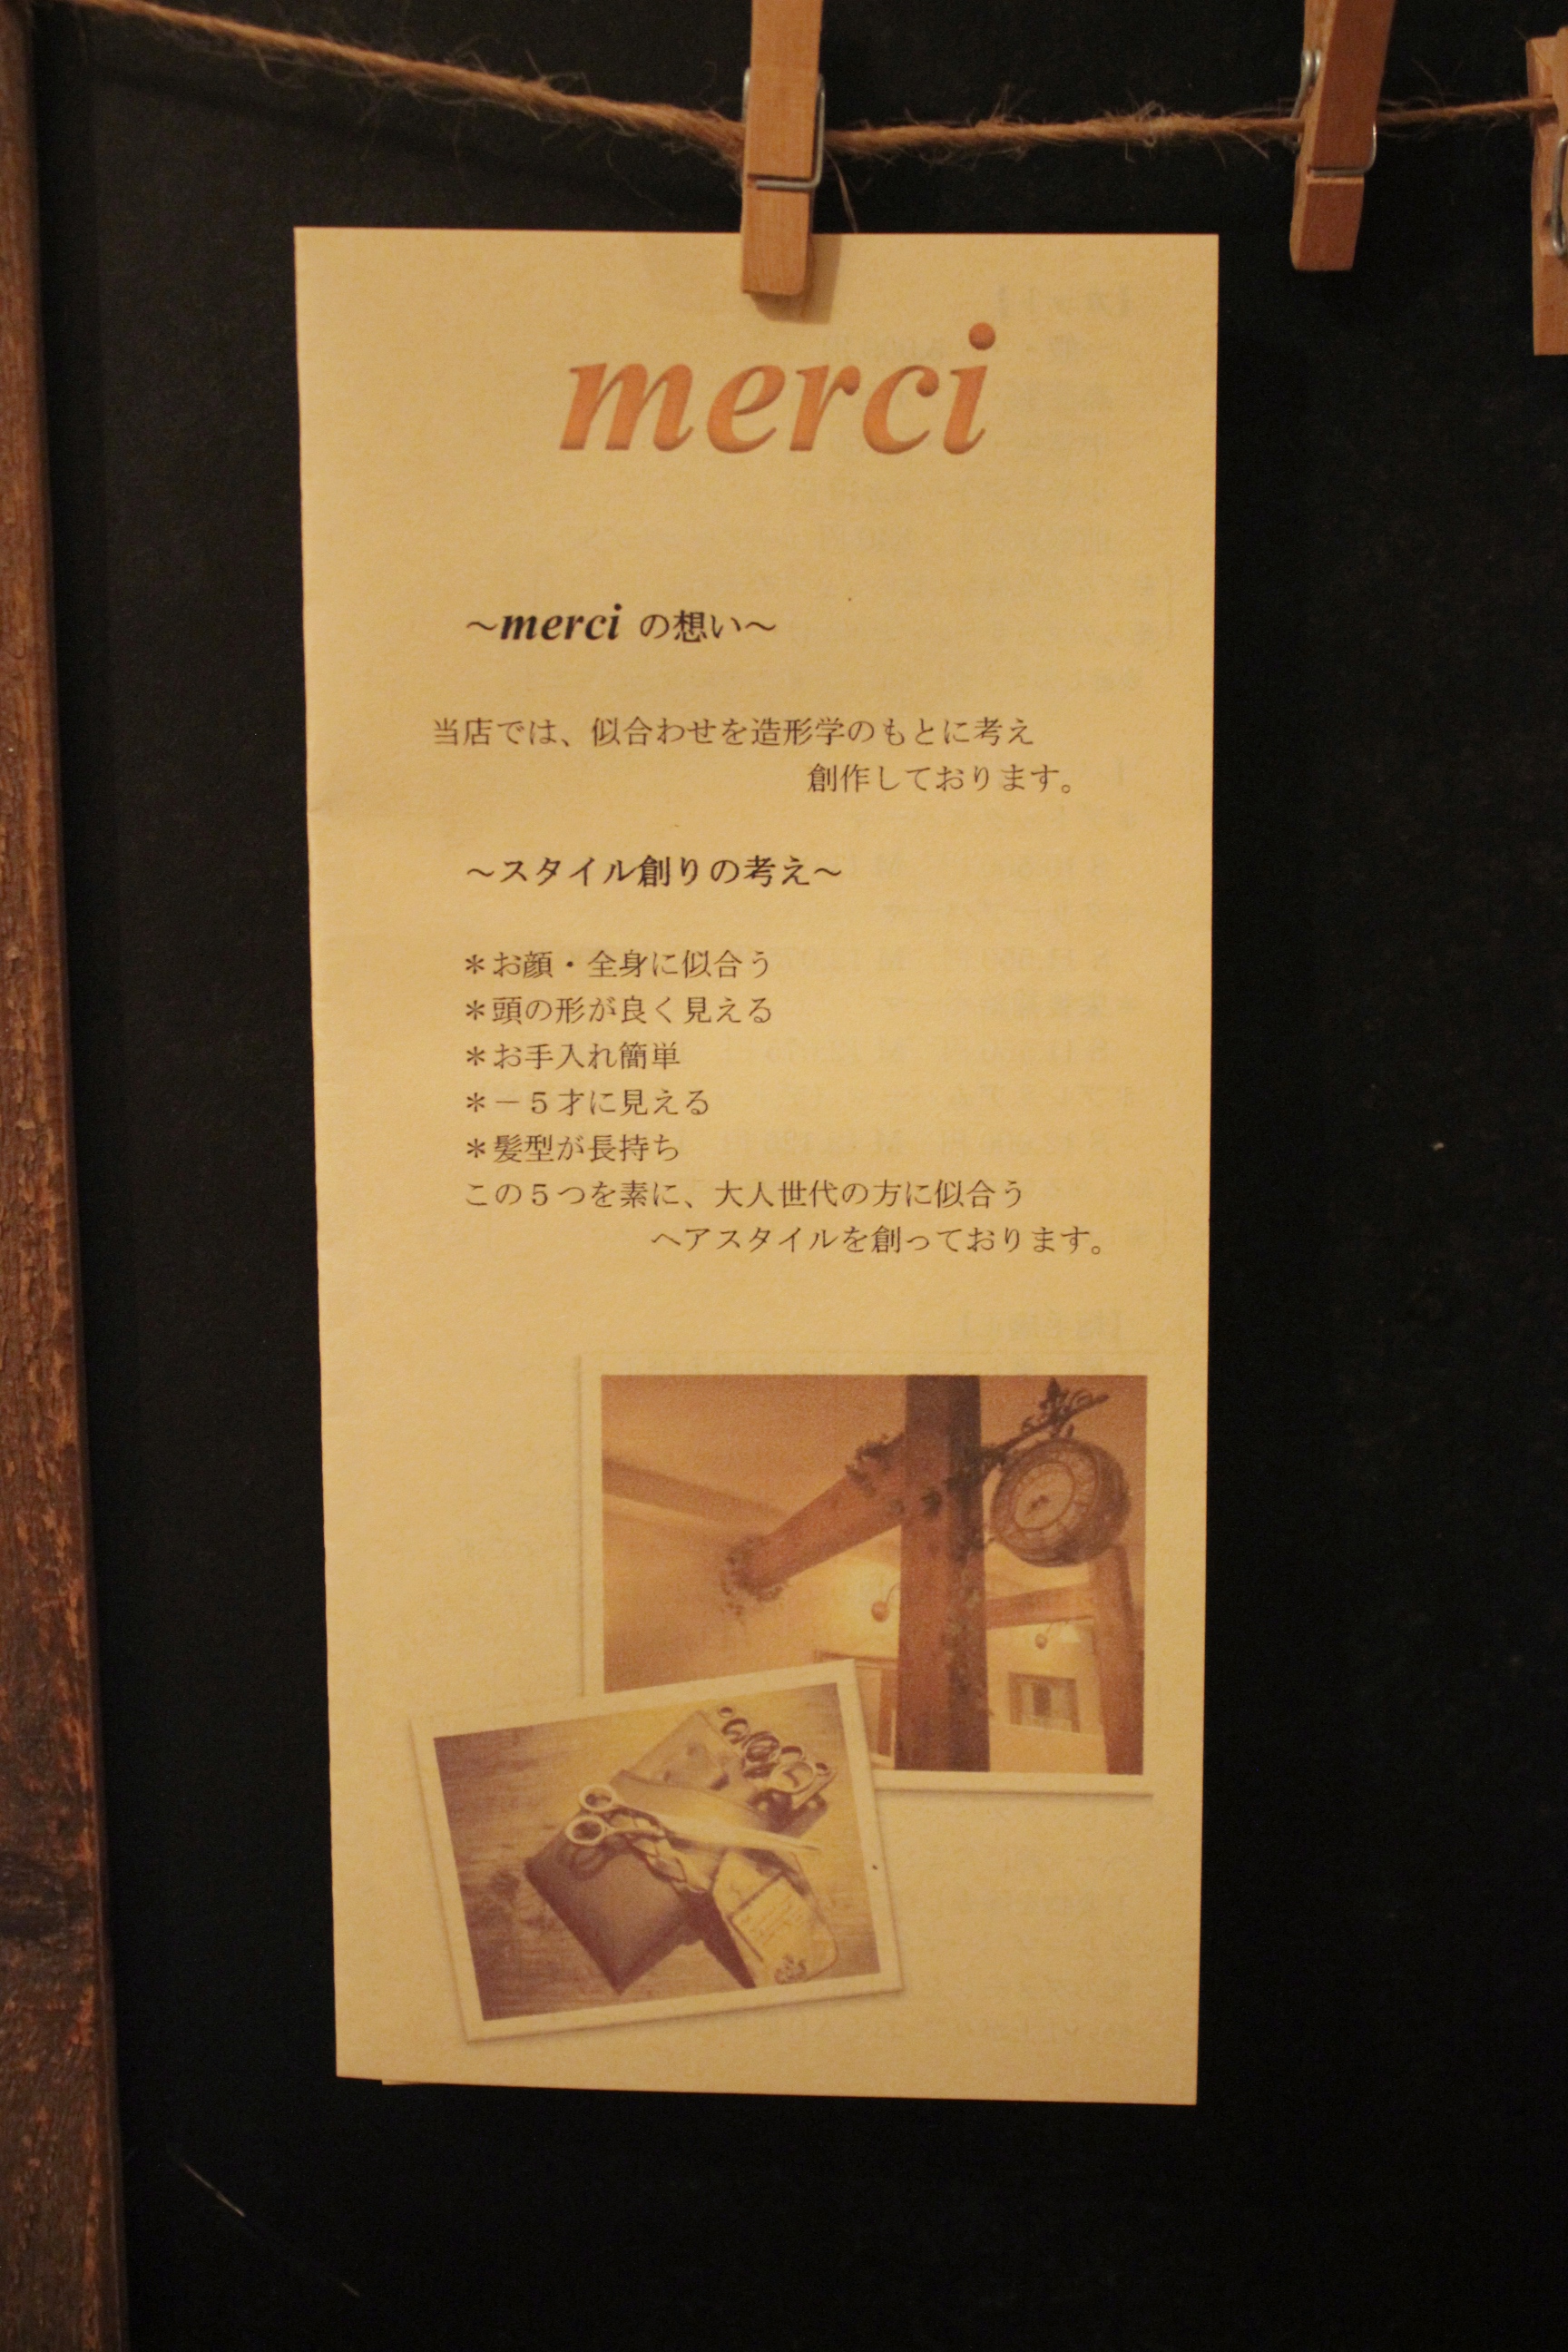 merci
～merci の想い～
当店では、似合わせを造形学のもとに考え
創作しております。
～スタイル創りの考え～
＊お顔・全身に似合う
＊頭の形が良く見える
＊お手入れ簡単
＊－５才に見える
＊髪型が長持ち
この５つを素に、大人世代の方に似合う
ヘアスタイルを創っております。